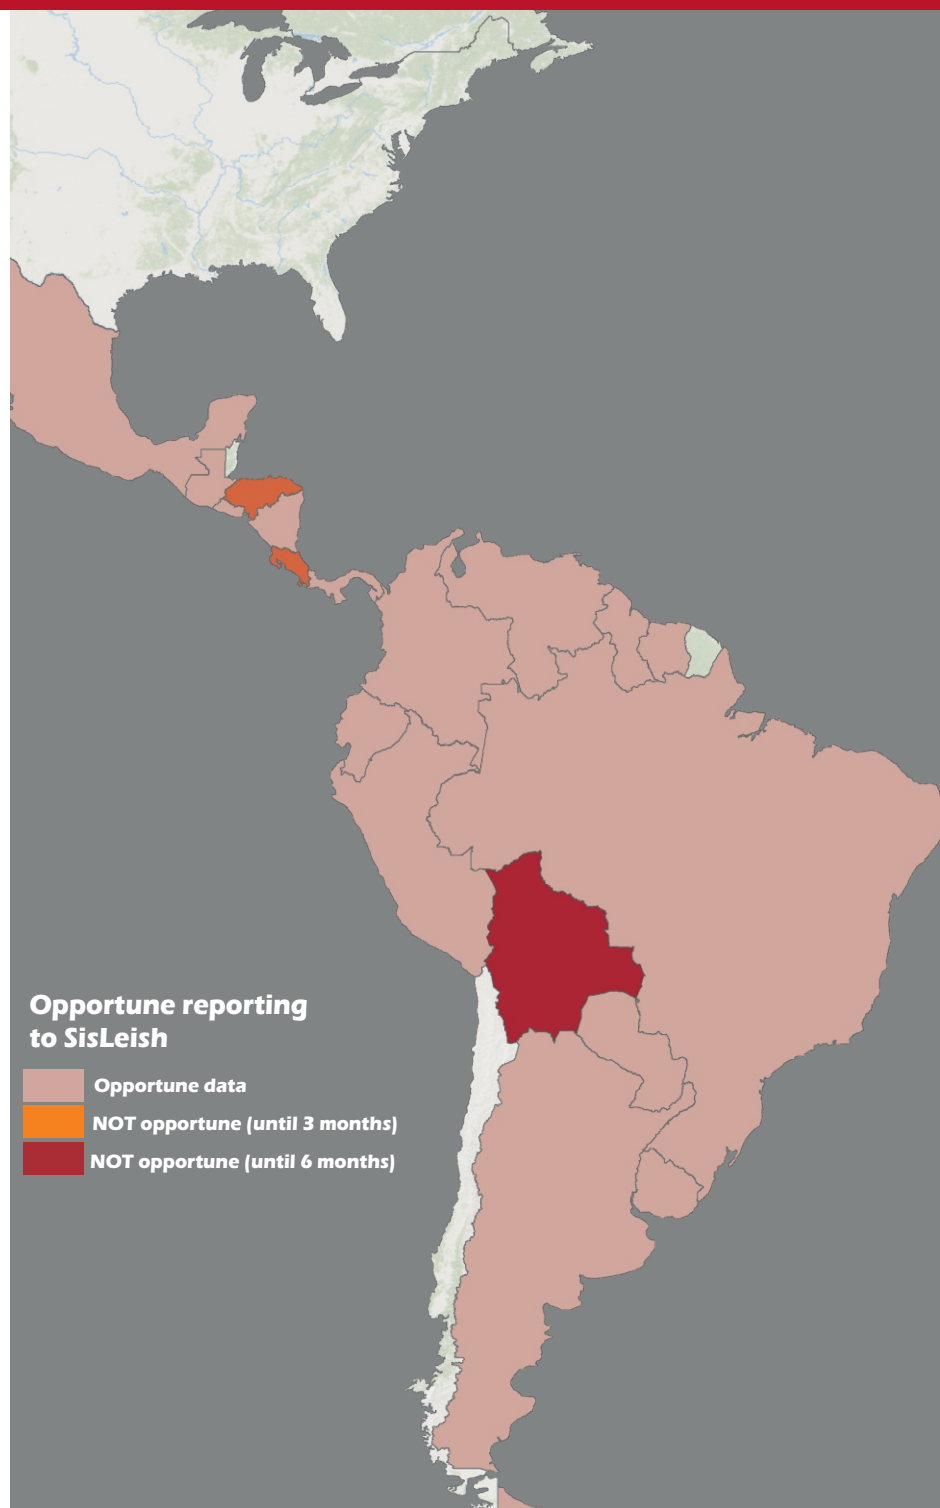 Opportune reporting
to SisLeish
Opportune data
NOT opportune (until 3 months)
NOT opportune (until 6 months)